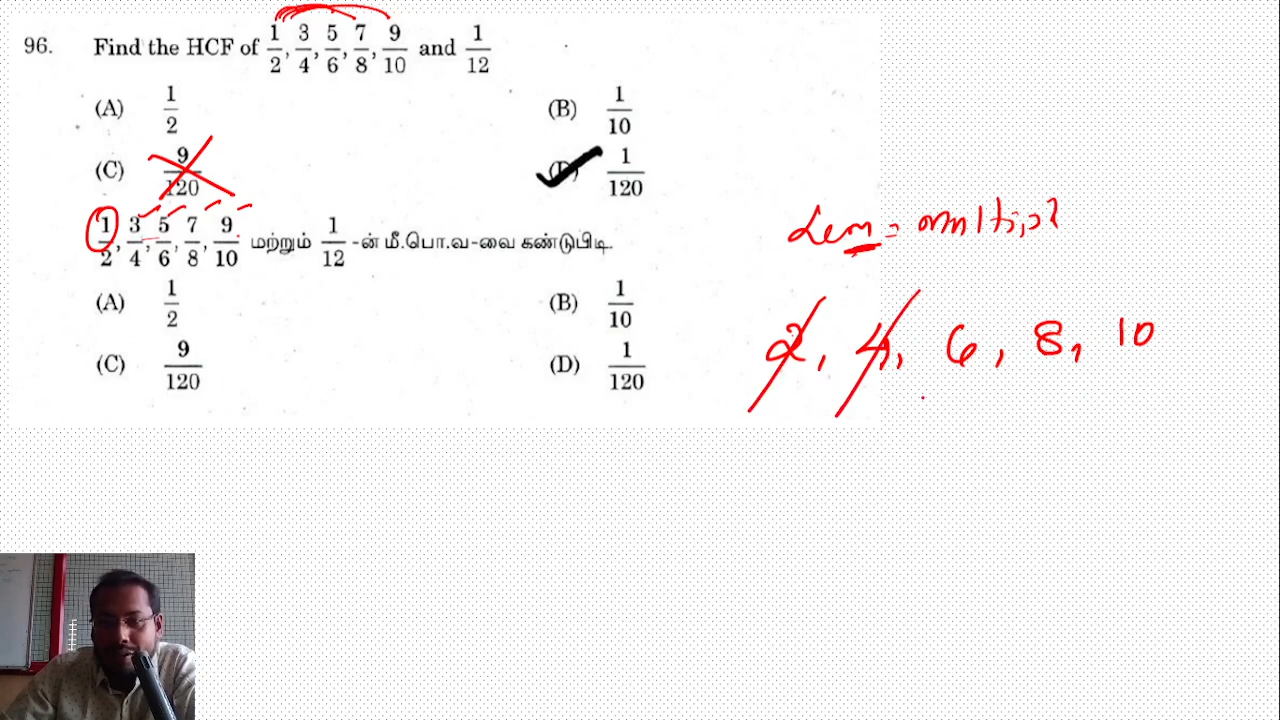 96. Find the HCF of 1/2, 3/4, 5/6, 7/8, 9/10 and 1/12
(A) 1/2 (B) 1/10
(C) 9/120 (D) 1/120
1/2, 3/4, 5/6, 7/8, 9/10 மற்றும் 1/12 -ன் மீ.பொ.வ-வை கண்டுபிடி.
(A) 1/2 (B) 1/10
(C) 9/120 (D) 1/120
Lcm =
2, 4, 6, 8, 10